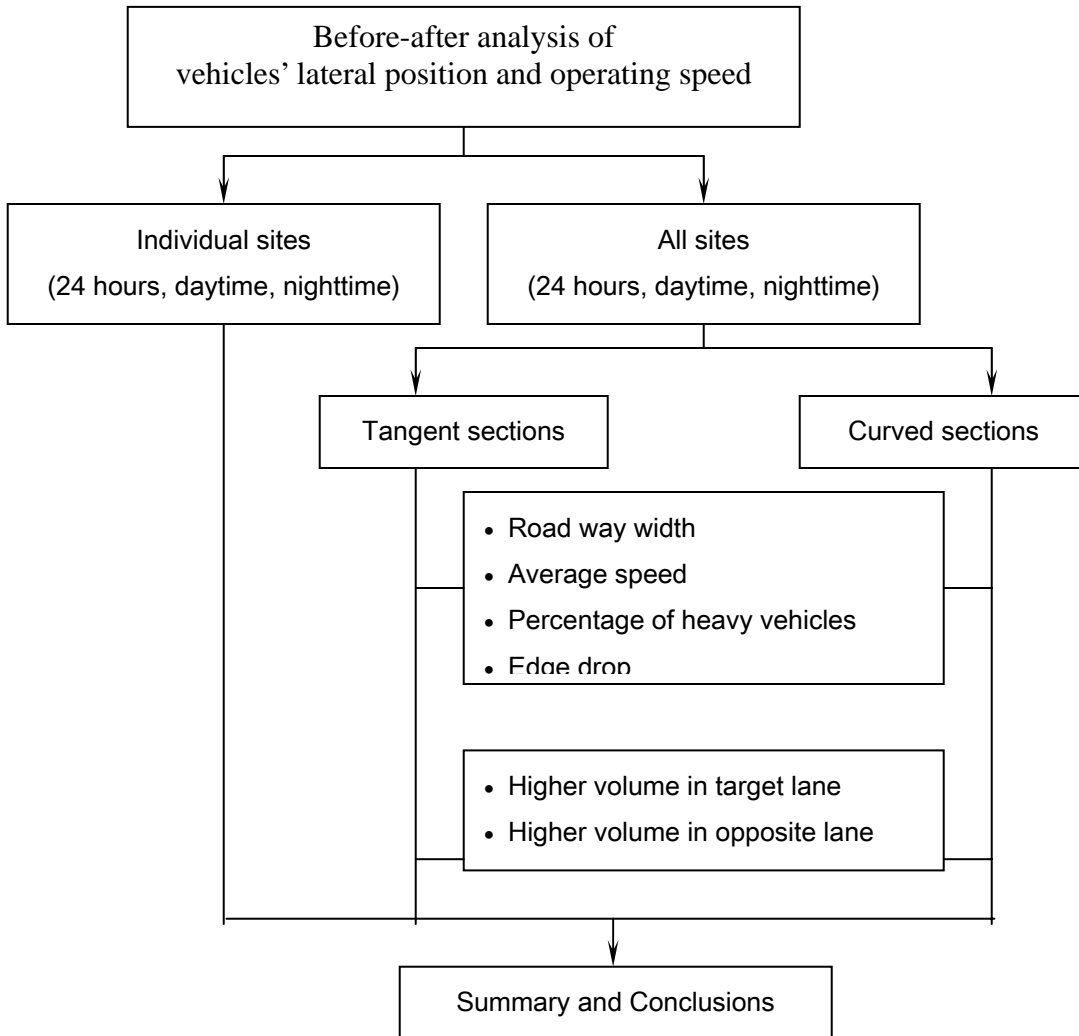 Before-after analysis of
vehicles’ lateral position and operating speed
Individual sites
(24 hours, daytime, nighttime)
All sites
(24 hours, daytime, nighttime)
Tangent sections
Curved sections
• Road way width
• Average speed
• Percentage of heavy vehicles
• Edge drop
• Higher volume in target lane
• Higher volume in opposite lane
Summary and Conclusions